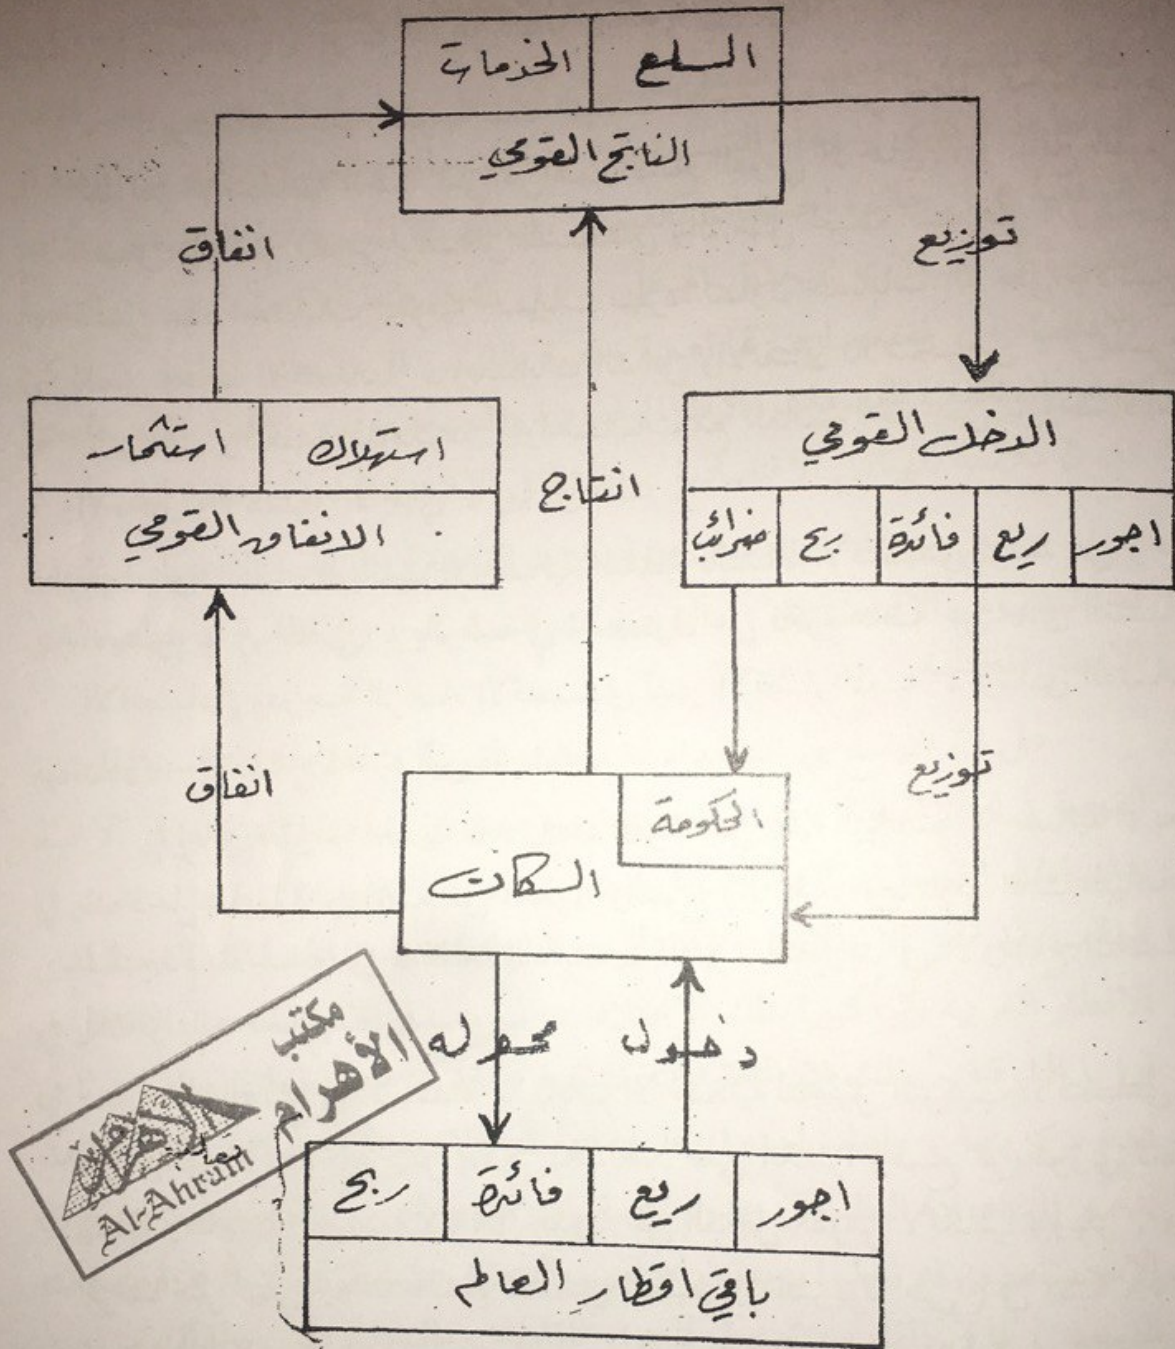 السلع الخدمات
الناتج القومي
توزيع
انفاق
الدخل القومي
اجور ريع فائدة ربح ضرائب
انتاج
استهلاك استثمار
الانفاق القومي
توزيع
انفاق
الحكومة
السكان
دخول محوله
اجور ريع فائدة ربح
باقي اقطار العالم
مكتب
الأهرام
الاهرام
Al-Ahram